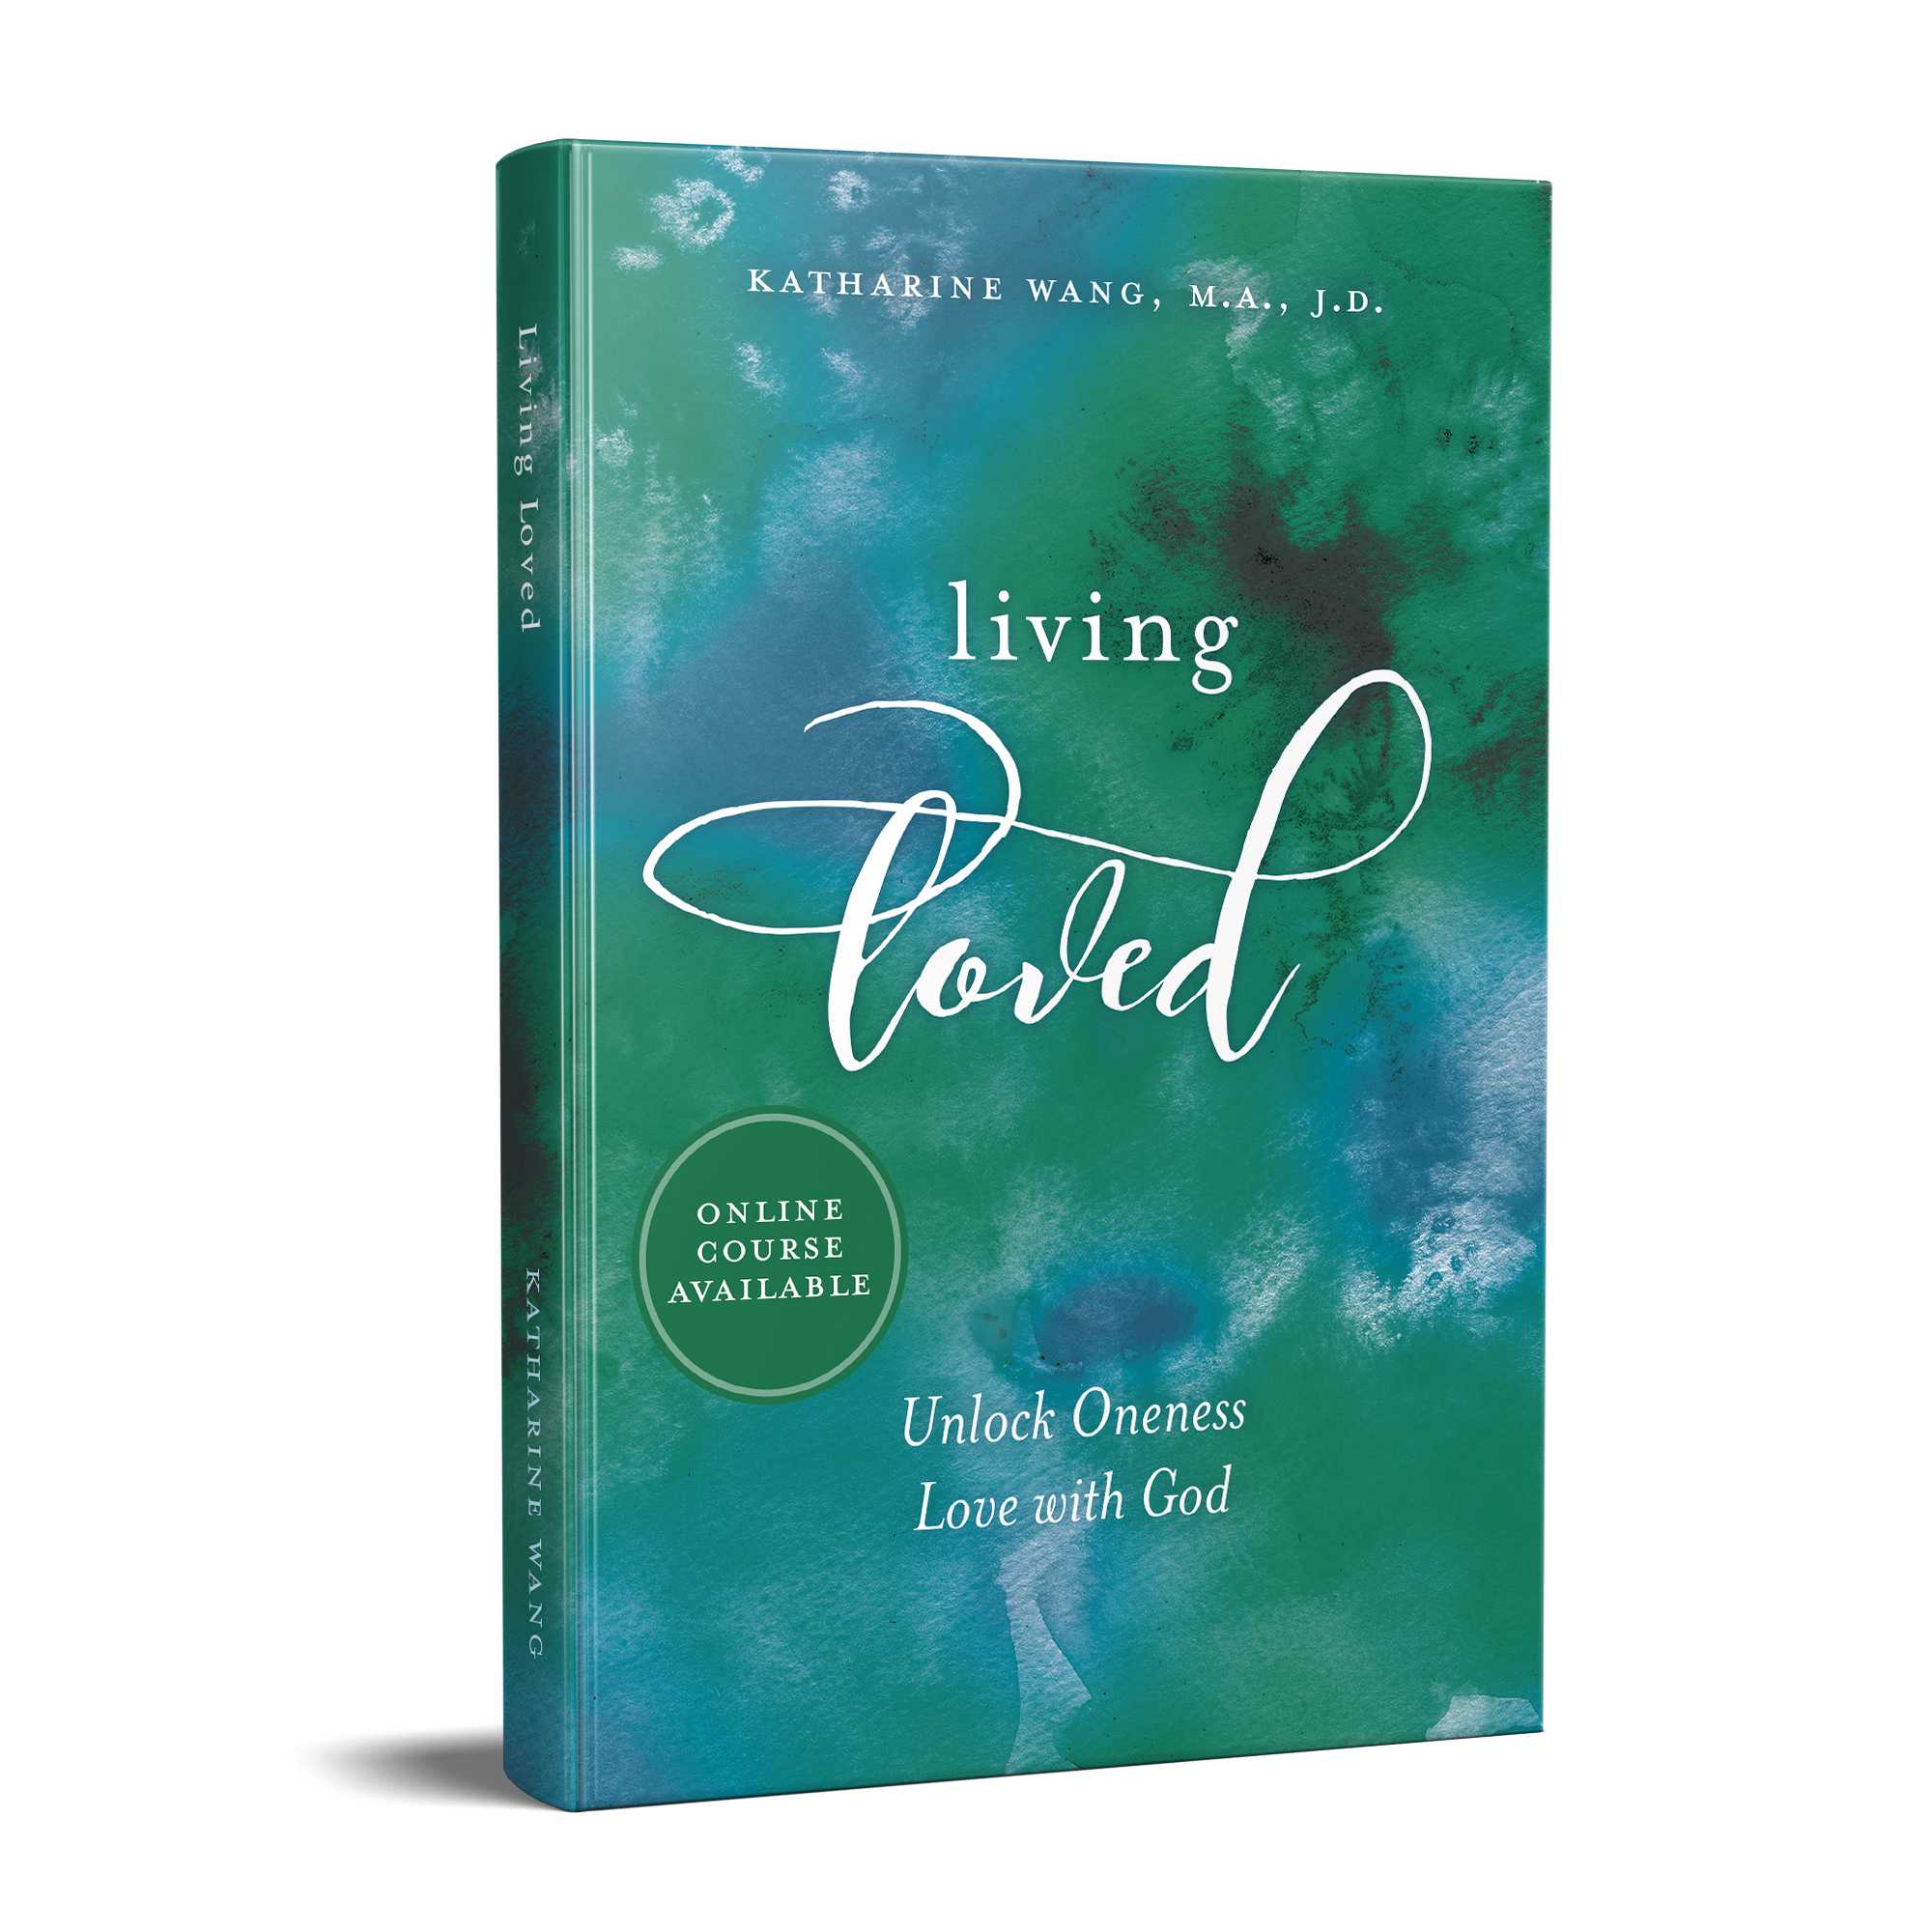 Living Loved
KATHARINE WANG
KATHARINE WANG, M.A., J.D.
living
loved
ONLINE
COURSE
AVAILABLE
Unlock Oneness
Love with God